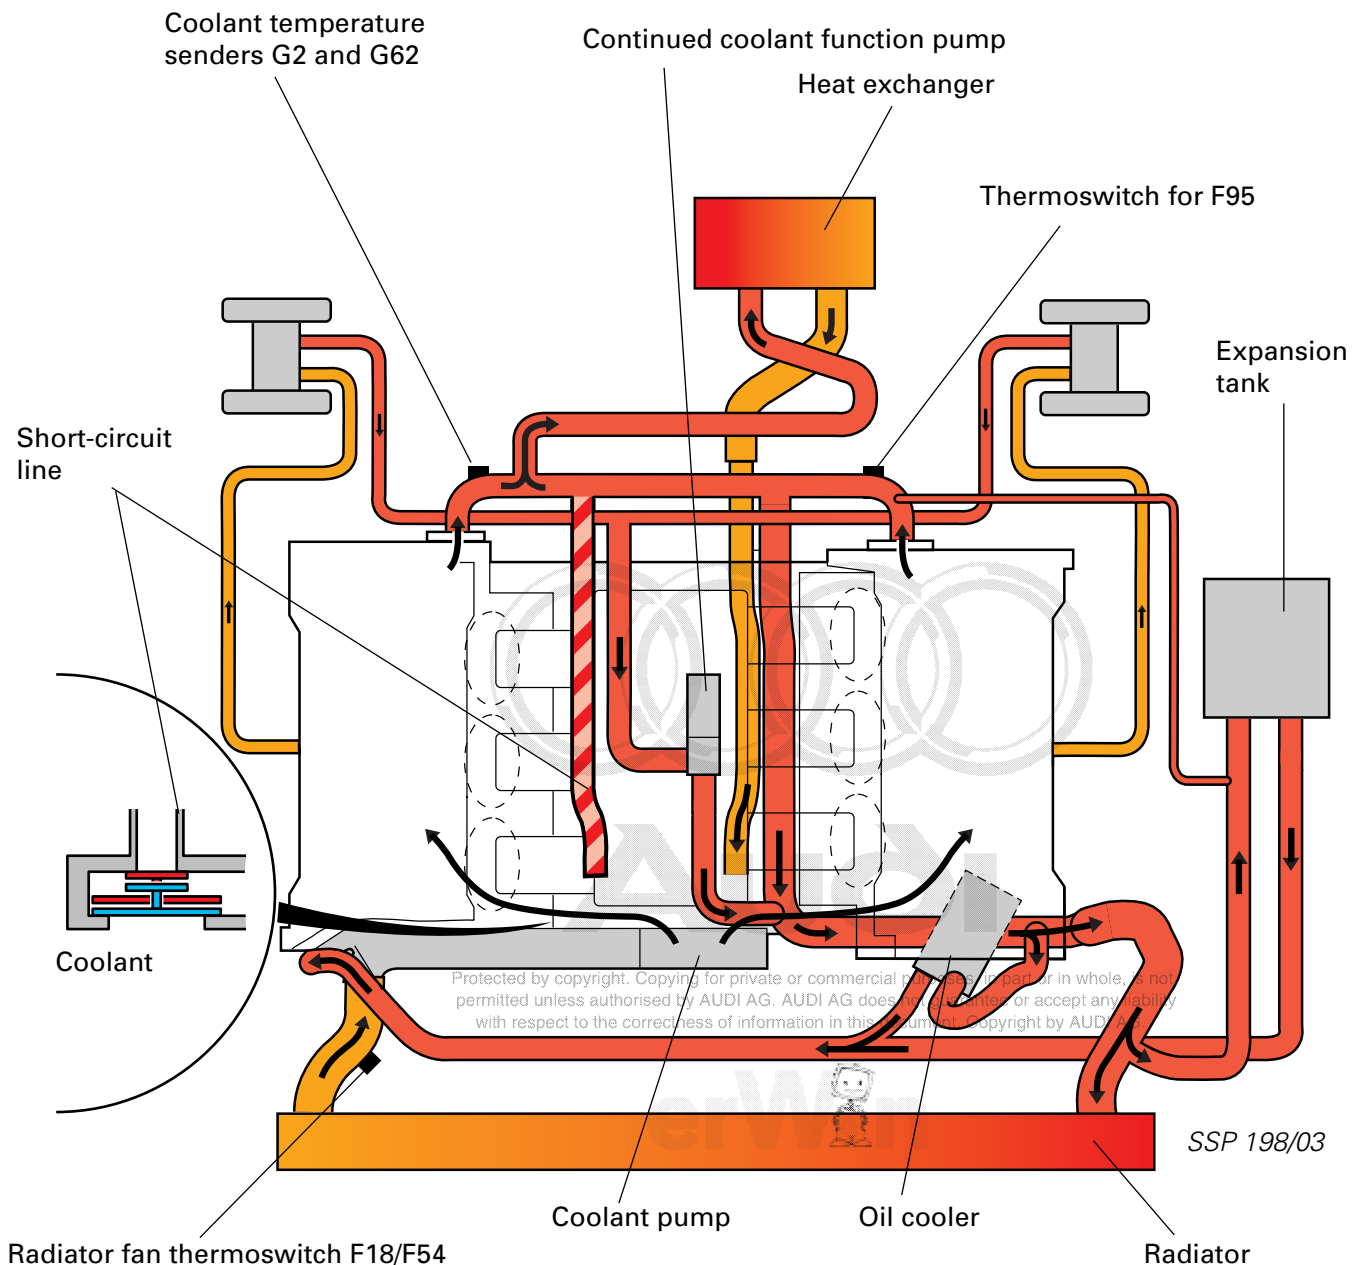 Coolant temperature
senders G2 and G62
Continued coolant function pump
Heat exchanger
Thermoswitch for F95
Expansion
tank
Short-circuit
line
Audi
Coolant
Protected by copyright. Copying for private or commercial purposes, in part or in whole, is not
permitted unless authorised by AUDI AG. AUDI AG does not guarantee or accept any liability
with respect to the correctness of information in this document. Copyright by AUDI AG.
erWin
SSP 198/03
Coolant pump
Oil cooler
Radiator fan thermoswitch F18/F54
Radiator